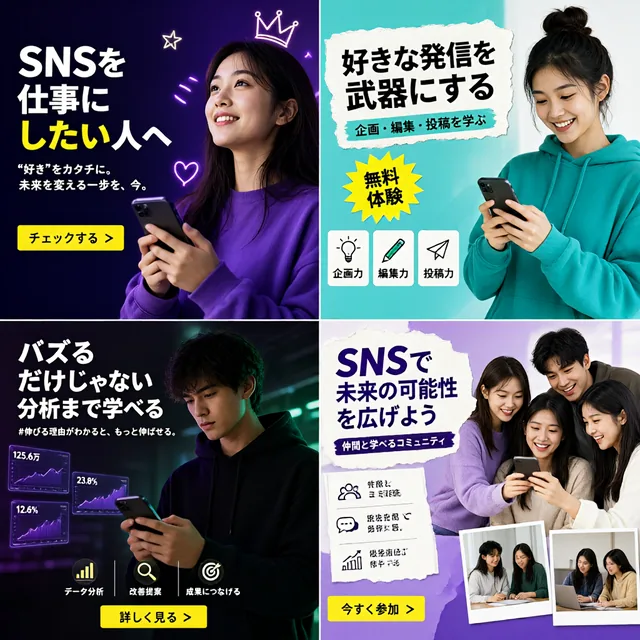 SNSを
仕事に
したい人へ
“好き”をカタチに。
未来を変える一歩を、今。
チェックする >
好きな発信を
武器にする
企画・編集・投稿を学ぶ
無料
体験
企画力
編集力
投稿力
バズる
だけじゃない
分析まで学べる
#伸びる理由がわかると、もっと伸ばせる。
125.6万
23.8%
12.6%
データ分析
改善提案
成果につなげる
詳しく見る >
SNSで
未来の可能性
を広げよう
仲間と学べるコミュニティ
今すぐ参加 >